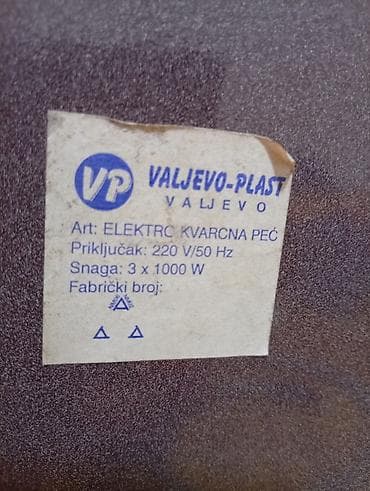 VP VALJEVO-PLAST
VALJEVO
Art: ELEKTRO KVARCNA PEĆ
Priključak: 220 V/50 Hz
Snaga: 3 x 1000 W
Fabrički broj: